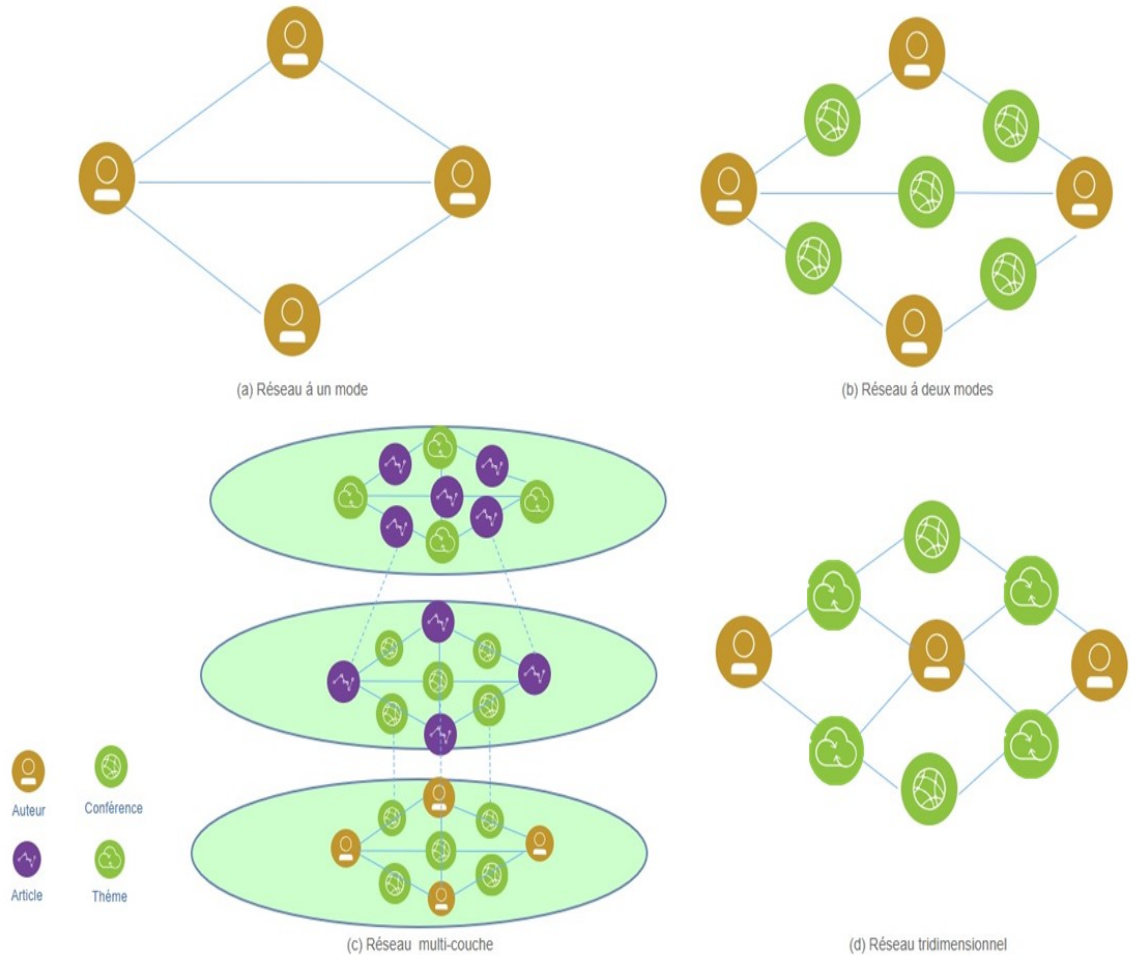 (a) Réseau á un mode
(b) Réseau á deux modes
Auteur
Conférence
Article
Thème
(c) Réseau multi-couche
(d) Réseau tridimensionnel